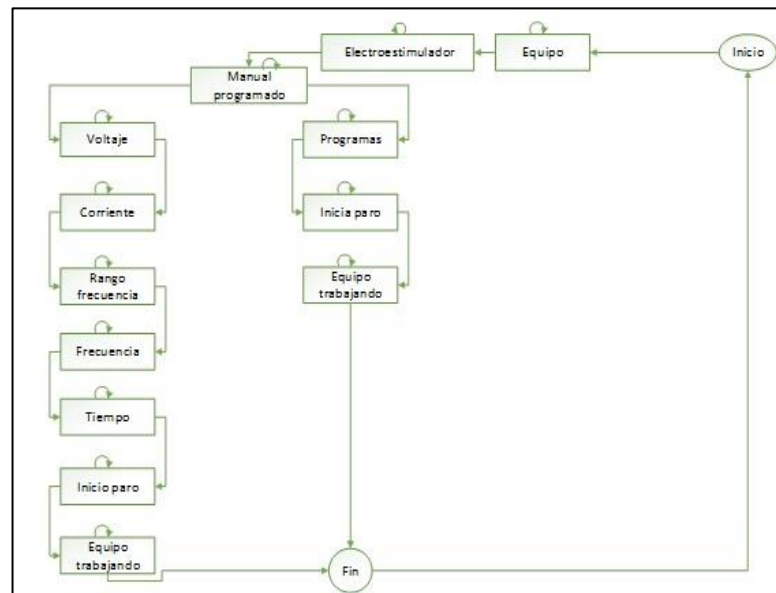 Inicio
Equipo
Electroestimulador
Manual
programado
Voltaje
Corriente
Rango
frecuencia
Frecuencia
Tiempo
Inicio paro
Equipo
trabajando
Programas
Inicia paro
Equipo
trabajando
Fin